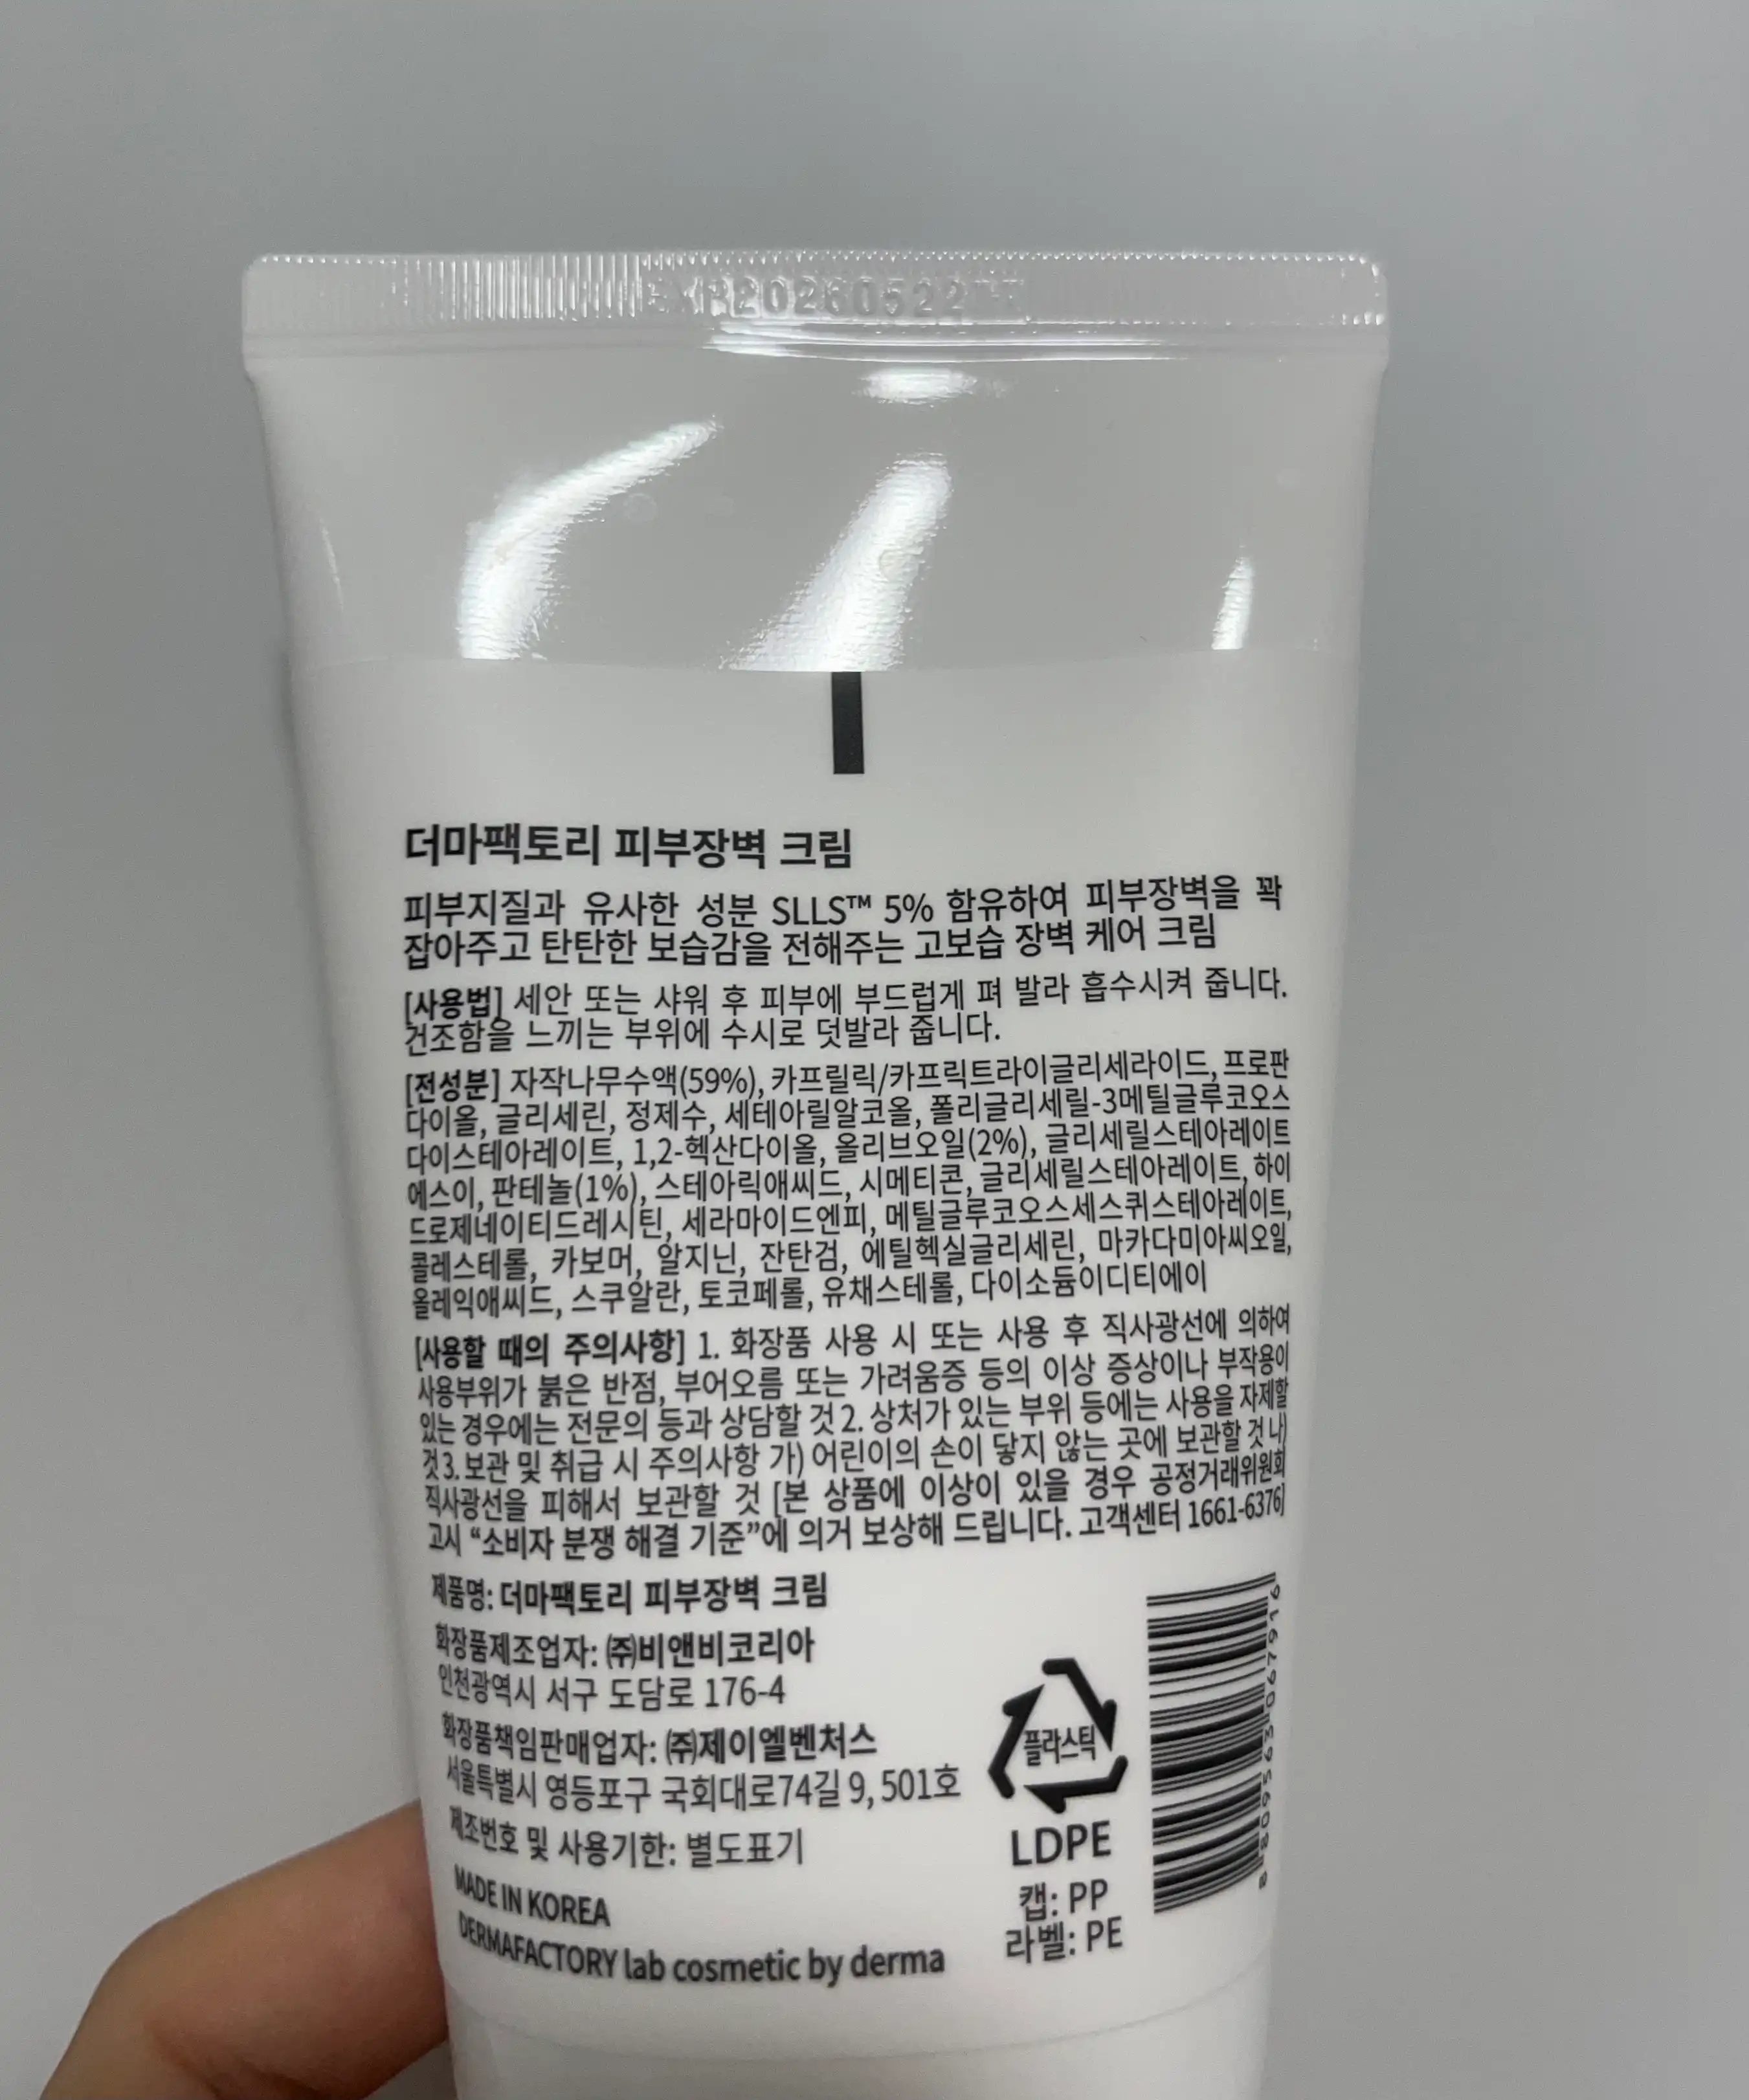 EXP20260522
더마팩토리 피부장벽 크림
피부지질과 유사한 성분 SLLS™ 5% 함유하여 피부장벽을 꽉
잡아주고 탄탄한 보습감을 전해주는 고보습 장벽 케어 크림
[사용법] 세안 또는 샤워 후 피부에 부드럽게 펴 발라 흡수시켜 줍니다.
건조함을 느끼는 부위에 수시로 덧발라 줍니다.
[전성분] 자작나무수액(59%), 카프릴릭/카프릭트라이글리세라이드, 프로판
다이올, 글리세린, 정제수, 세테아릴알코올, 폴리글리세릴-3메틸글루코오스
다이스테아레이트, 1,2-헥산다이올, 올리브오일(2%), 글리세릴스테아레이트
에스이, 판테놀(1%), 스테아릭애씨드, 시메티콘, 글리세릴스테아레이트, 하이
드로제네이티드레시틴, 세라마이드엔피, 메틸글루코오스세스퀴스테아레이트,
콜레스테롤, 카보머, 알지닌, 잔탄검, 에틸헥실글리세린, 마카다미아씨오일,
올레익애씨드, 스쿠알란, 토코페롤, 유채스테롤, 다이소듐이디티에이
[사용할 때의 주의사항] 1. 화장품 사용 시 또는 사용 후 직사광선에 의하여
사용부위가 붉은 반점, 부어오름 또는 가려움증 등의 이상 증상이나 부작용이
있는 경우에는 전문의 등과 상담할 것 2. 상처가 있는 부위 등에는 사용을 자제할
것 3. 보관 및 취급 시 주의사항 가) 어린이의 손이 닿지 않는 곳에 보관할 것 나)
직사광선을 피해서 보관할 것 [본 상품에 이상이 있을 경우 공정거래위원회
고시 “소비자 분쟁 해결 기준”에 의거 보상해 드립니다. 고객센터 1661-6376]
제품명: 더마팩토리 피부장벽 크림
화장품제조업자: ㈜비앤비코리아
인천광역시 서구 도담로 176-4
화장품책임판매업자: ㈜제이엘벤처스
서울특별시 영등포구 국회대로74길 9, 501호
제조번호 및 사용기한: 별도표기
MADE IN KOREA
DERMAFACTORY lab cosmetic by derma
플라스틱
LDPE
캡: PP
라벨: PE
8809563067916